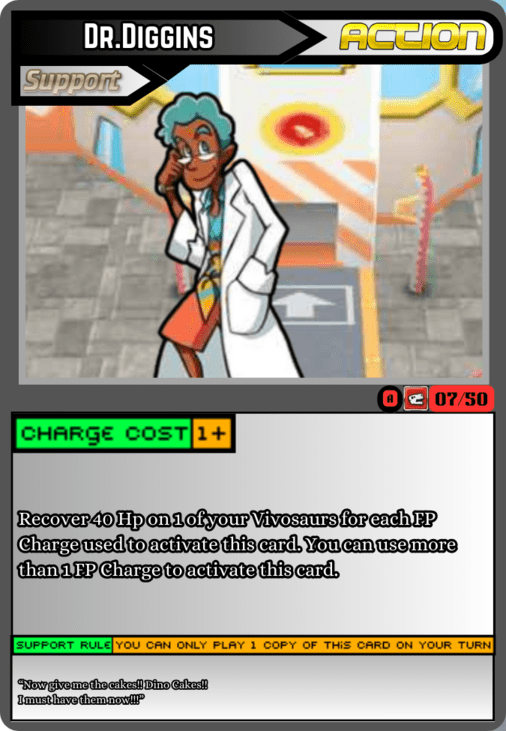 Dr.Diggins
ACTION
Support
A 07/50
CHARGE COST 1+
Recover 40 Hp on 1 of your Vivosaurs for each FP
Charge used to activate this card. You can use more
than 1 FP Charge to activate this card.
SUPPORT RULE YOU CAN ONLY PLAY 1 COPY OF THIS CARD ON YOUR TURN
“Now give me the cakes!! Dino Cakes!!
I must have them now!!!”